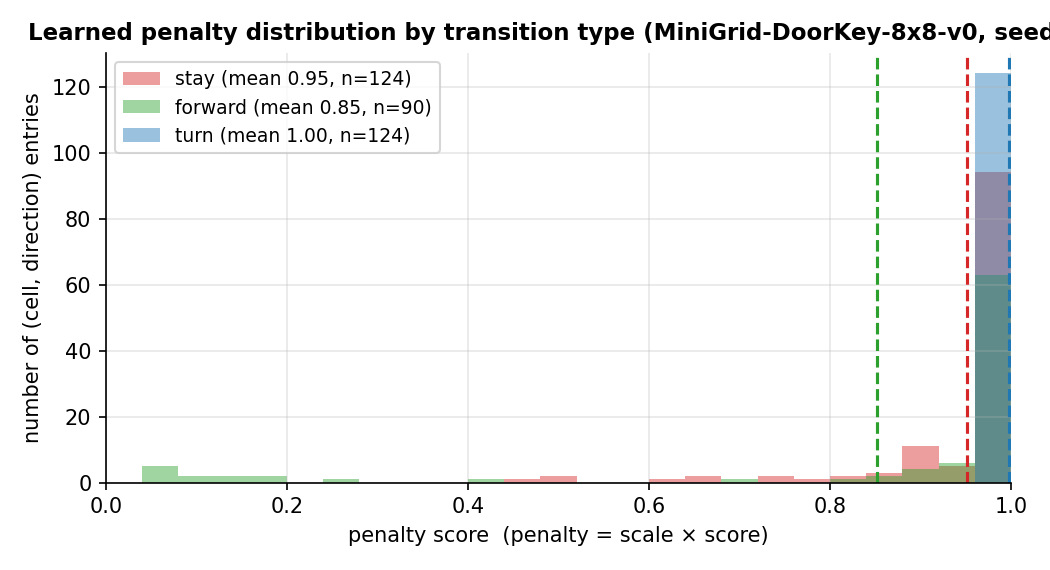 Learned penalty distribution by transition type (MiniGrid-DoorKey-8x8-v0, seed
stay (mean 0.95, n=124)
forward (mean 0.85, n=90)
turn (mean 1.00, n=124)
number of (cell, direction) entries
120
100
80
60
40
20
0
0.0 0.2 0.4 0.6 0.8 1.0
penalty score (penalty = scale × score)